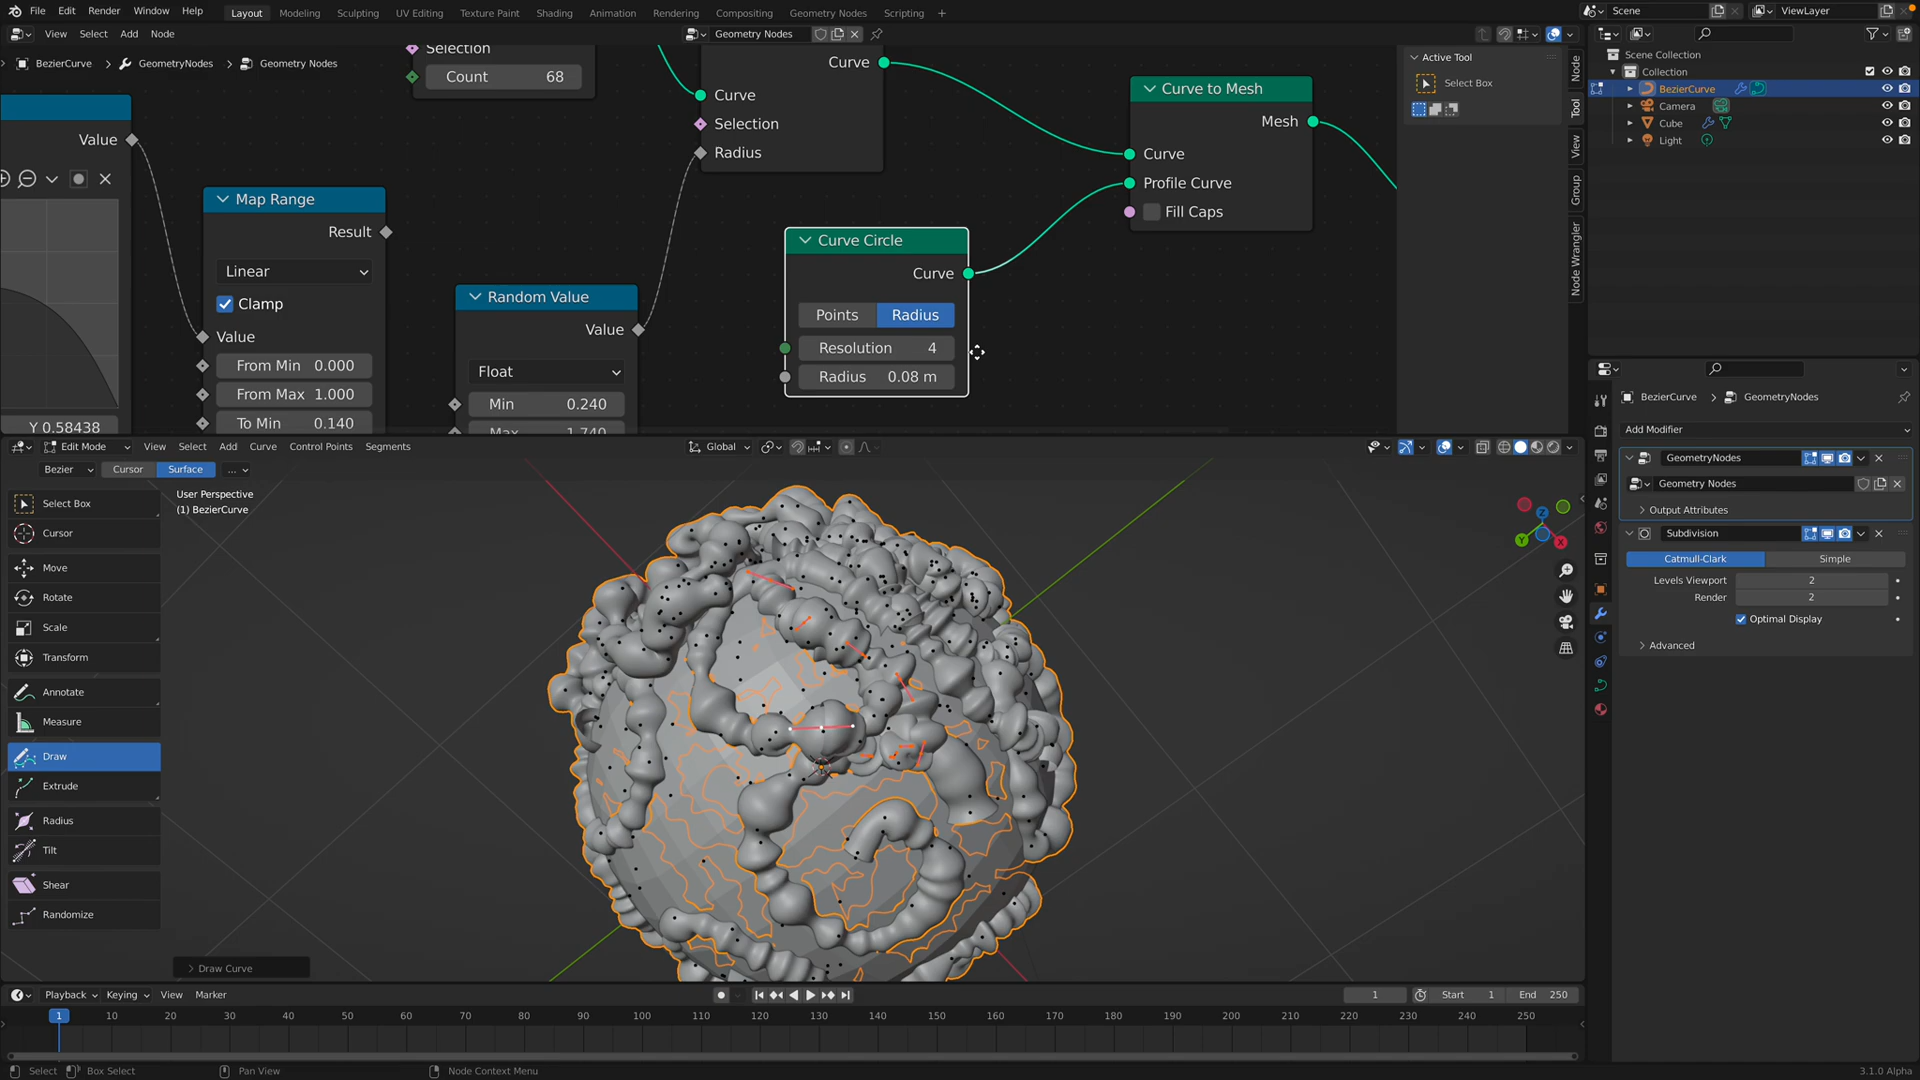 File Edit Render Window Help Layout Modeling Sculpting UV Editing Texture Paint Shading Animation Rendering Compositing Geometry Nodes Scripting + Scene ViewLayer
View Select Add Node Geometry Nodes
BezierCurve > GeometryNodes > Geometry Nodes
Selection
Count 68
Value
Map Range
Result
Linear
Clamp
Value
From Min 0.000
From Max 1.000
To Min 0.140
Y 0.58438
Random Value
Value
Float
Min 0.240
Max 1.740
Curve
Curve
Selection
Radius
Curve Circle
Curve
Points Radius
Resolution 4
Radius 0.08 m
Curve to Mesh
Mesh
Curve
Profile Curve
Fill Caps
Active Tool
Select Box
Node
Tool
View
Group
Node Wrangler
Scene Collection
Collection
BezierCurve
Camera
Cube
Light
BezierCurve > GeometryNodes
Add Modifier
GeometryNodes
Geometry Nodes
Output Attributes
Subdivision
Catmull-Clark Simple
Levels Viewport 2
Render 2
Optimal Display
Advanced
Edit Mode View Select Add Curve Control Points Segments Global
Bezier Cursor Surface ...
User Perspective
(1) BezierCurve
Select Box
Cursor
Move
Rotate
Scale
Transform
Annotate
Measure
Draw
Extrude
Radius
Tilt
Shear
Randomize
Z
Y
X
Draw Curve
Playback Keying View Marker 1 Start 1 End 250
1 10 20 30 40 50 60 70 80 90 100 110 120 130 140 150 160 170 180 190 200 210 220 230 240 250
Select Box Select Pan View Node Context Menu 3.1.0 Alpha